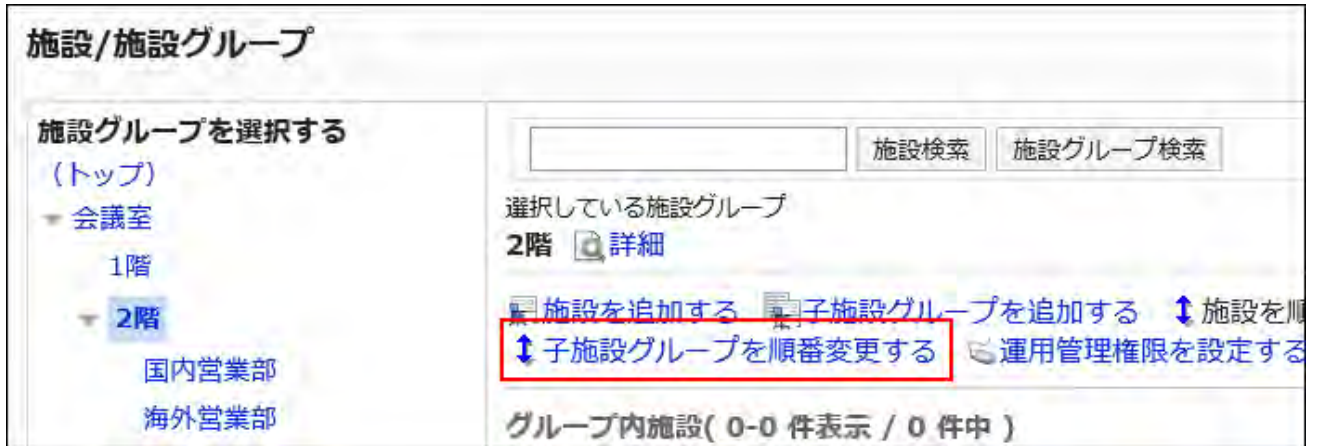 施設/施設グループ
施設グループを選択する
(トップ)
会議室
1階
2階
国内営業部
海外営業部
施設検索 施設グループ検索
選択している施設グループ
2階 詳細
施設を追加する 子施設グループを追加する 施設を順
子施設グループを順番変更する 運用管理権限を設定する
グループ内施設( 0-0 件表示 / 0 件中 )